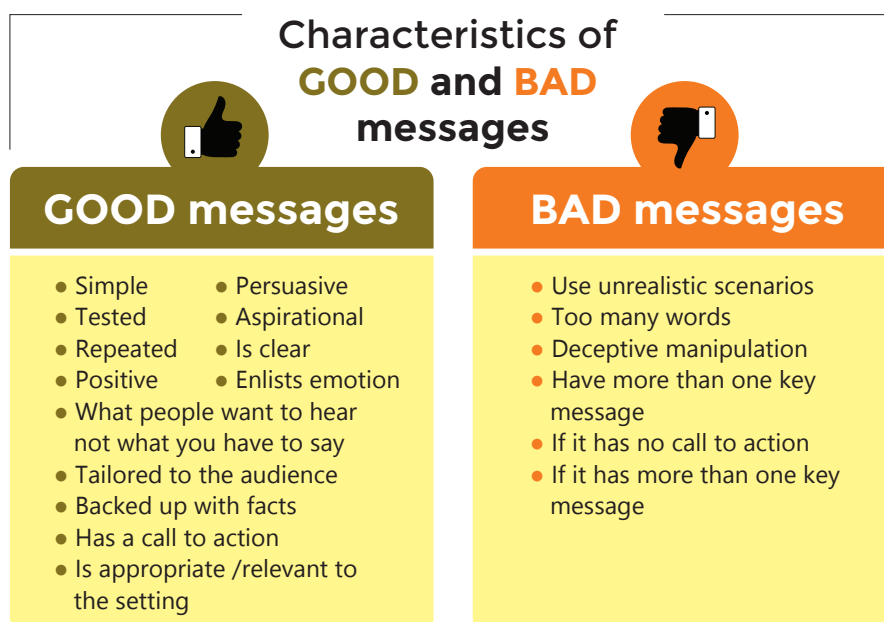 Characteristics of
GOOD and BAD
messages
GOOD messages
• Simple
• Tested
• Repeated
• Positive
• Persuasive
• Aspirational
• Is clear
• Enlists emotion
• What people want to hear
not what you have to say
• Tailored to the audience
• Backed up with facts
• Has a call to action
• Is appropriate /relevant to
the setting
BAD messages
• Use unrealistic scenarios
• Too many words
• Deceptive manipulation
• Have more than one key
message
• If it has no call to action
• If it has more than one key
message